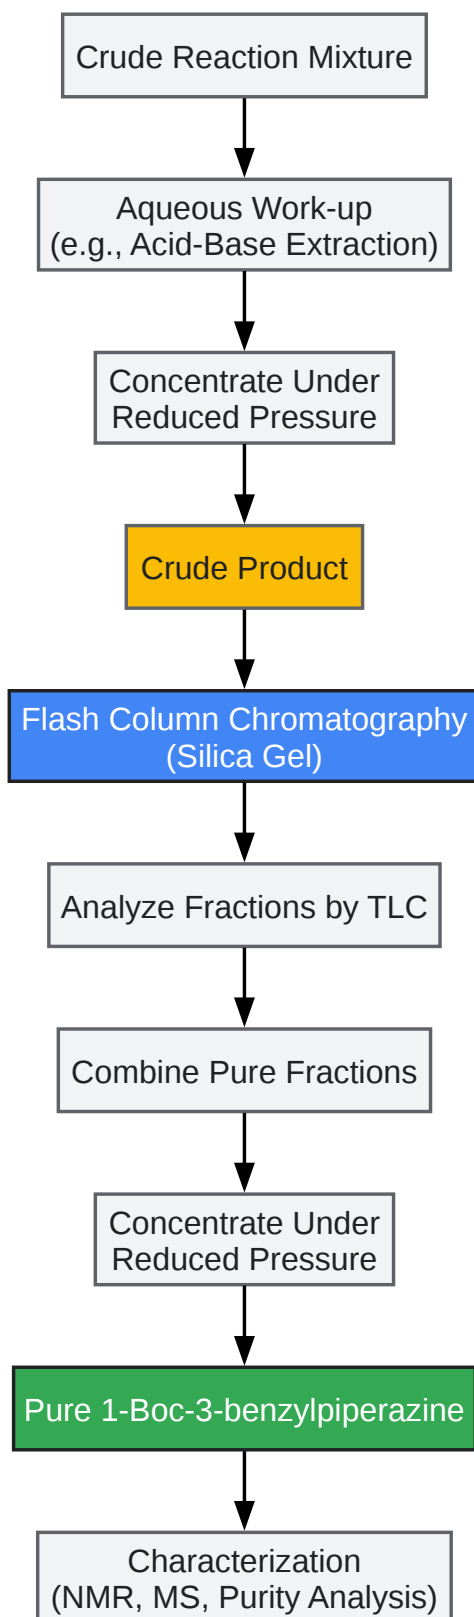 Crude Reaction Mixture
Aqueous Work-up
(e.g., Acid-Base Extraction)
Concentrate Under
Reduced Pressure
Crude Product
Flash Column Chromatography
(Silica Gel)
Analyze Fractions by TLC
Combine Pure Fractions
Concentrate Under
Reduced Pressure
Pure 1-Boc-3-benzylpiperazine
Characterization
(NMR, MS, Purity Analysis)